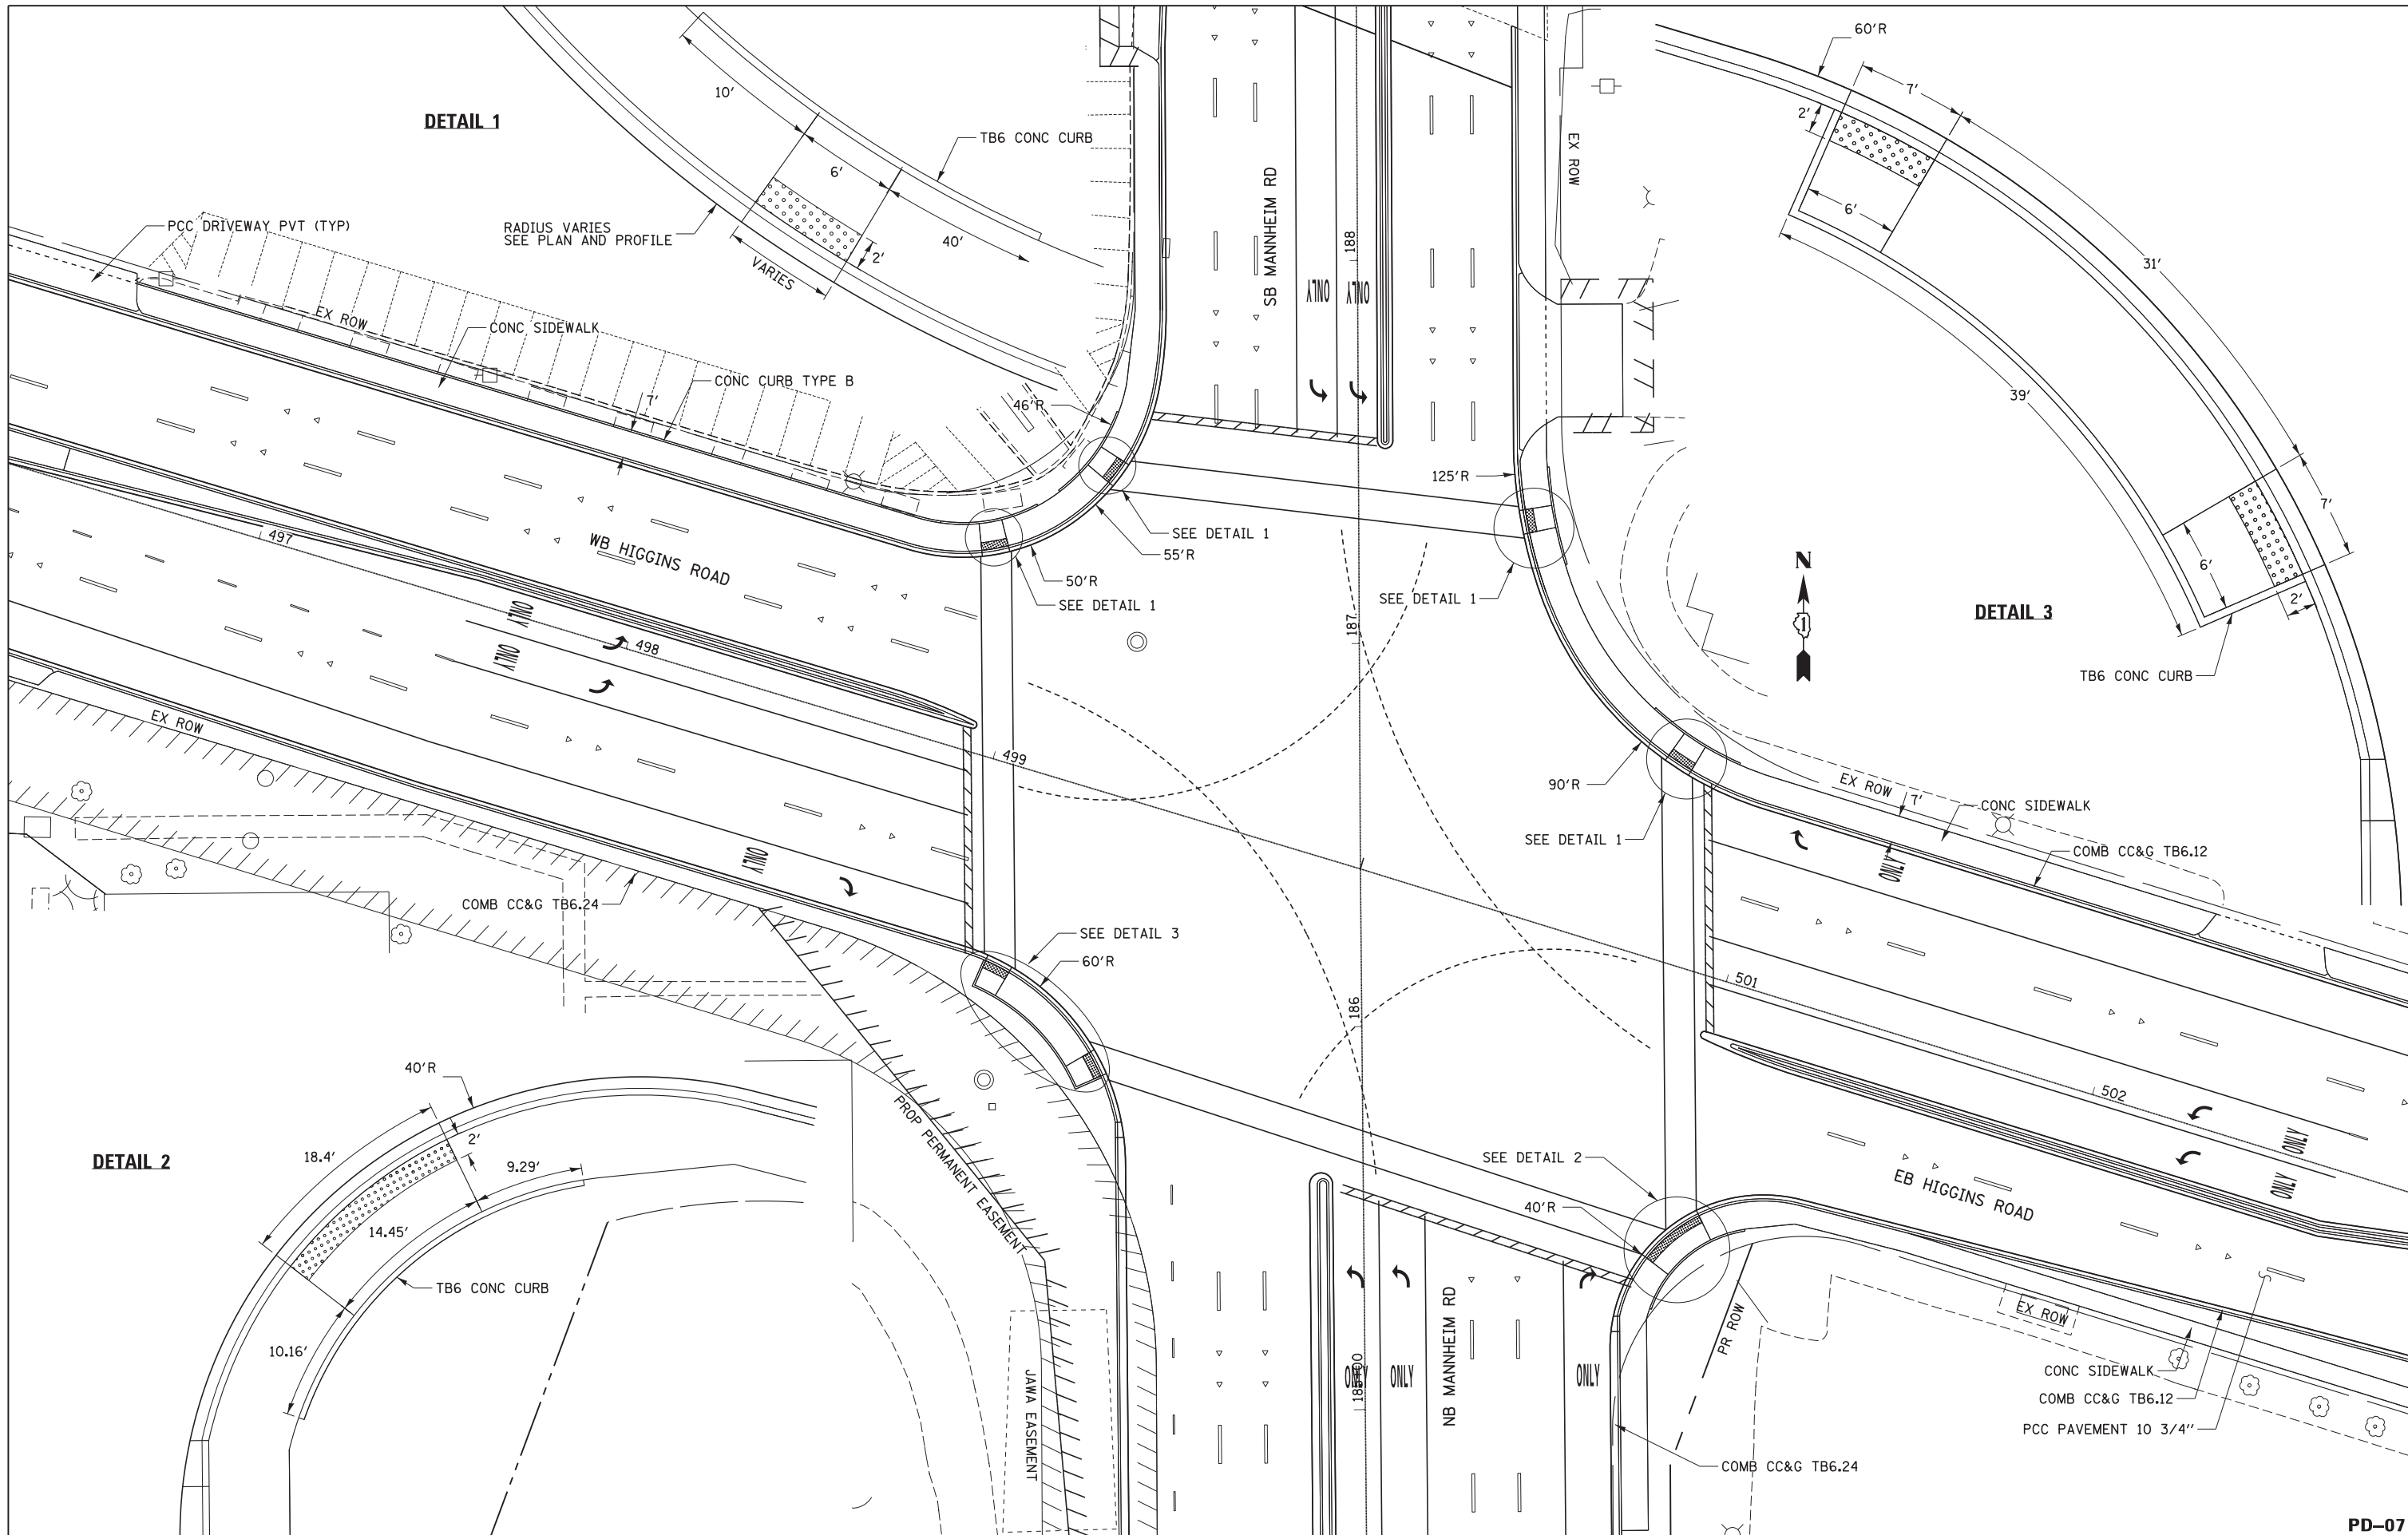 DETAIL 1
10'
6'
40'
2'
VARIES
TB6 CONC CURB
RADIUS VARIES
SEE PLAN AND PROFILE
PCC DRIVEWAY PVT (TYP)
EX ROW
CONC SIDEWALK
CONC CURB TYPE B
7'
46'R
SEE DETAIL 1
55'R
50'R
SEE DETAIL 1
WB HIGGINS ROAD
497
498
499
ONLY
ONLY
ONLY
EX ROW
COMB CC&G TB6.24
SB MANNHEIM RD
188
ONLY
ONLY
EX ROW
125'R
SEE DETAIL 1
187
N
1
60'R
7'
2'
6'
31'
39'
7'
6'
2'
DETAIL 3
TB6 CONC CURB
90'R
SEE DETAIL 1
EX ROW
7'
CONC SIDEWALK
COMB CC&G TB6.12
ONLY
501
502
ONLY
ONLY
EB HIGGINS ROAD
SEE DETAIL 3
60'R
186
SEE DETAIL 2
40'R
PROP PERMANENT EASEMENT
JAWA EASEMENT
DETAIL 2
40'R
18.4'
2'
9.29'
14.45'
10.16'
TB6 CONC CURB
185+00
ONLY
ONLY
NB MANNHEIM RD
ONLY
PR ROW
EX ROW
CONC SIDEWALK
COMB CC&G TB6.12
PCC PAVEMENT 10 3/4"
COMB CC&G TB6.24
PD-07